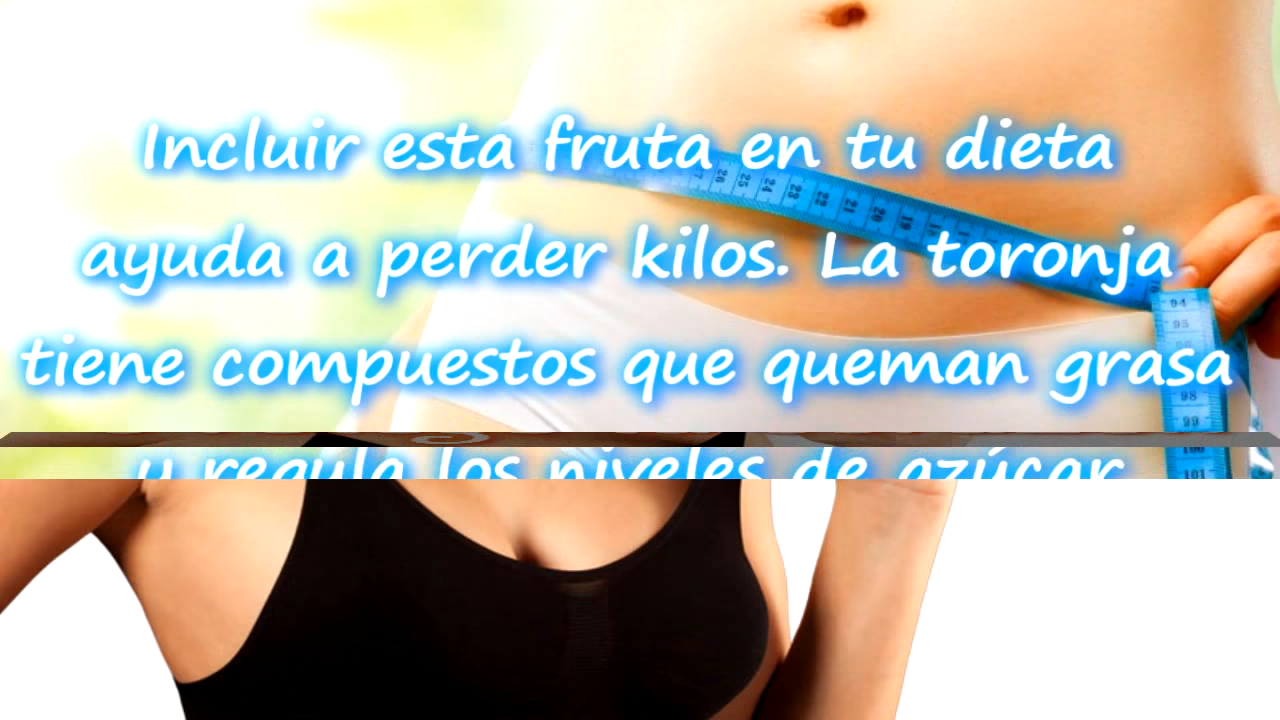 Incluir esta fruta en tu dieta
ayuda a perder kilos. La toronja
tiene compuestos que queman grasa
y regula los niveles de azúcar